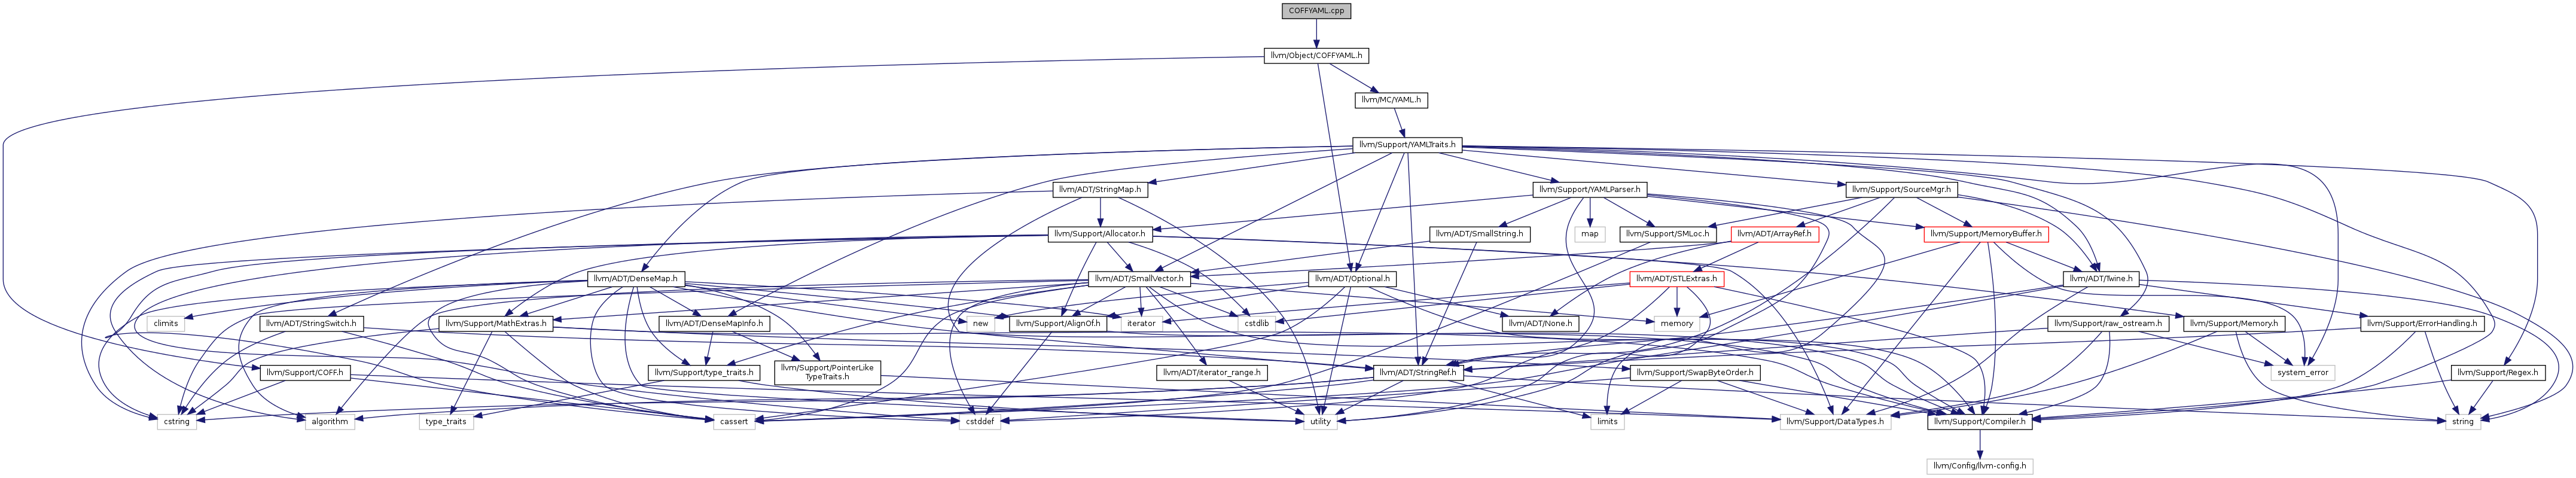 COFFYAML.cpp
llvm/Object/COFFYAML.h
llvm/MC/YAML.h
llvm/Support/YAMLTraits.h
llvm/ADT/StringMap.h
llvm/Support/YAMLParser.h
llvm/Support/SourceMgr.h
llvm/Support/Allocator.h
llvm/ADT/SmallString.h
map
llvm/Support/SMLoc.h
llvm/ADT/ArrayRef.h
llvm/Support/MemoryBuffer.h
llvm/ADT/DenseMap.h
llvm/ADT/SmallVector.h
llvm/ADT/Optional.h
llvm/ADT/STLExtras.h
llvm/ADT/Twine.h
climits
llvm/ADT/StringSwitch.h
llvm/Support/MathExtras.h
llvm/ADT/DenseMapInfo.h
new
llvm/Support/AlignOf.h
iterator
cstdlib
llvm/ADT/None.h
memory
llvm/Support/raw_ostream.h
llvm/Support/Memory.h
llvm/Support/ErrorHandling.h
llvm/Support/COFF.h
llvm/Support/type_traits.h
llvm/Support/PointerLike
TypeTraits.h
llvm/ADT/iterator_range.h
llvm/ADT/StringRef.h
llvm/Support/SwapByteOrder.h
system_error
llvm/Support/Regex.h
cstring
algorithm
type_traits
cassert
cstddef
utility
limits
llvm/Support/DataTypes.h
llvm/Support/Compiler.h
string
llvm/Config/llvm-config.h